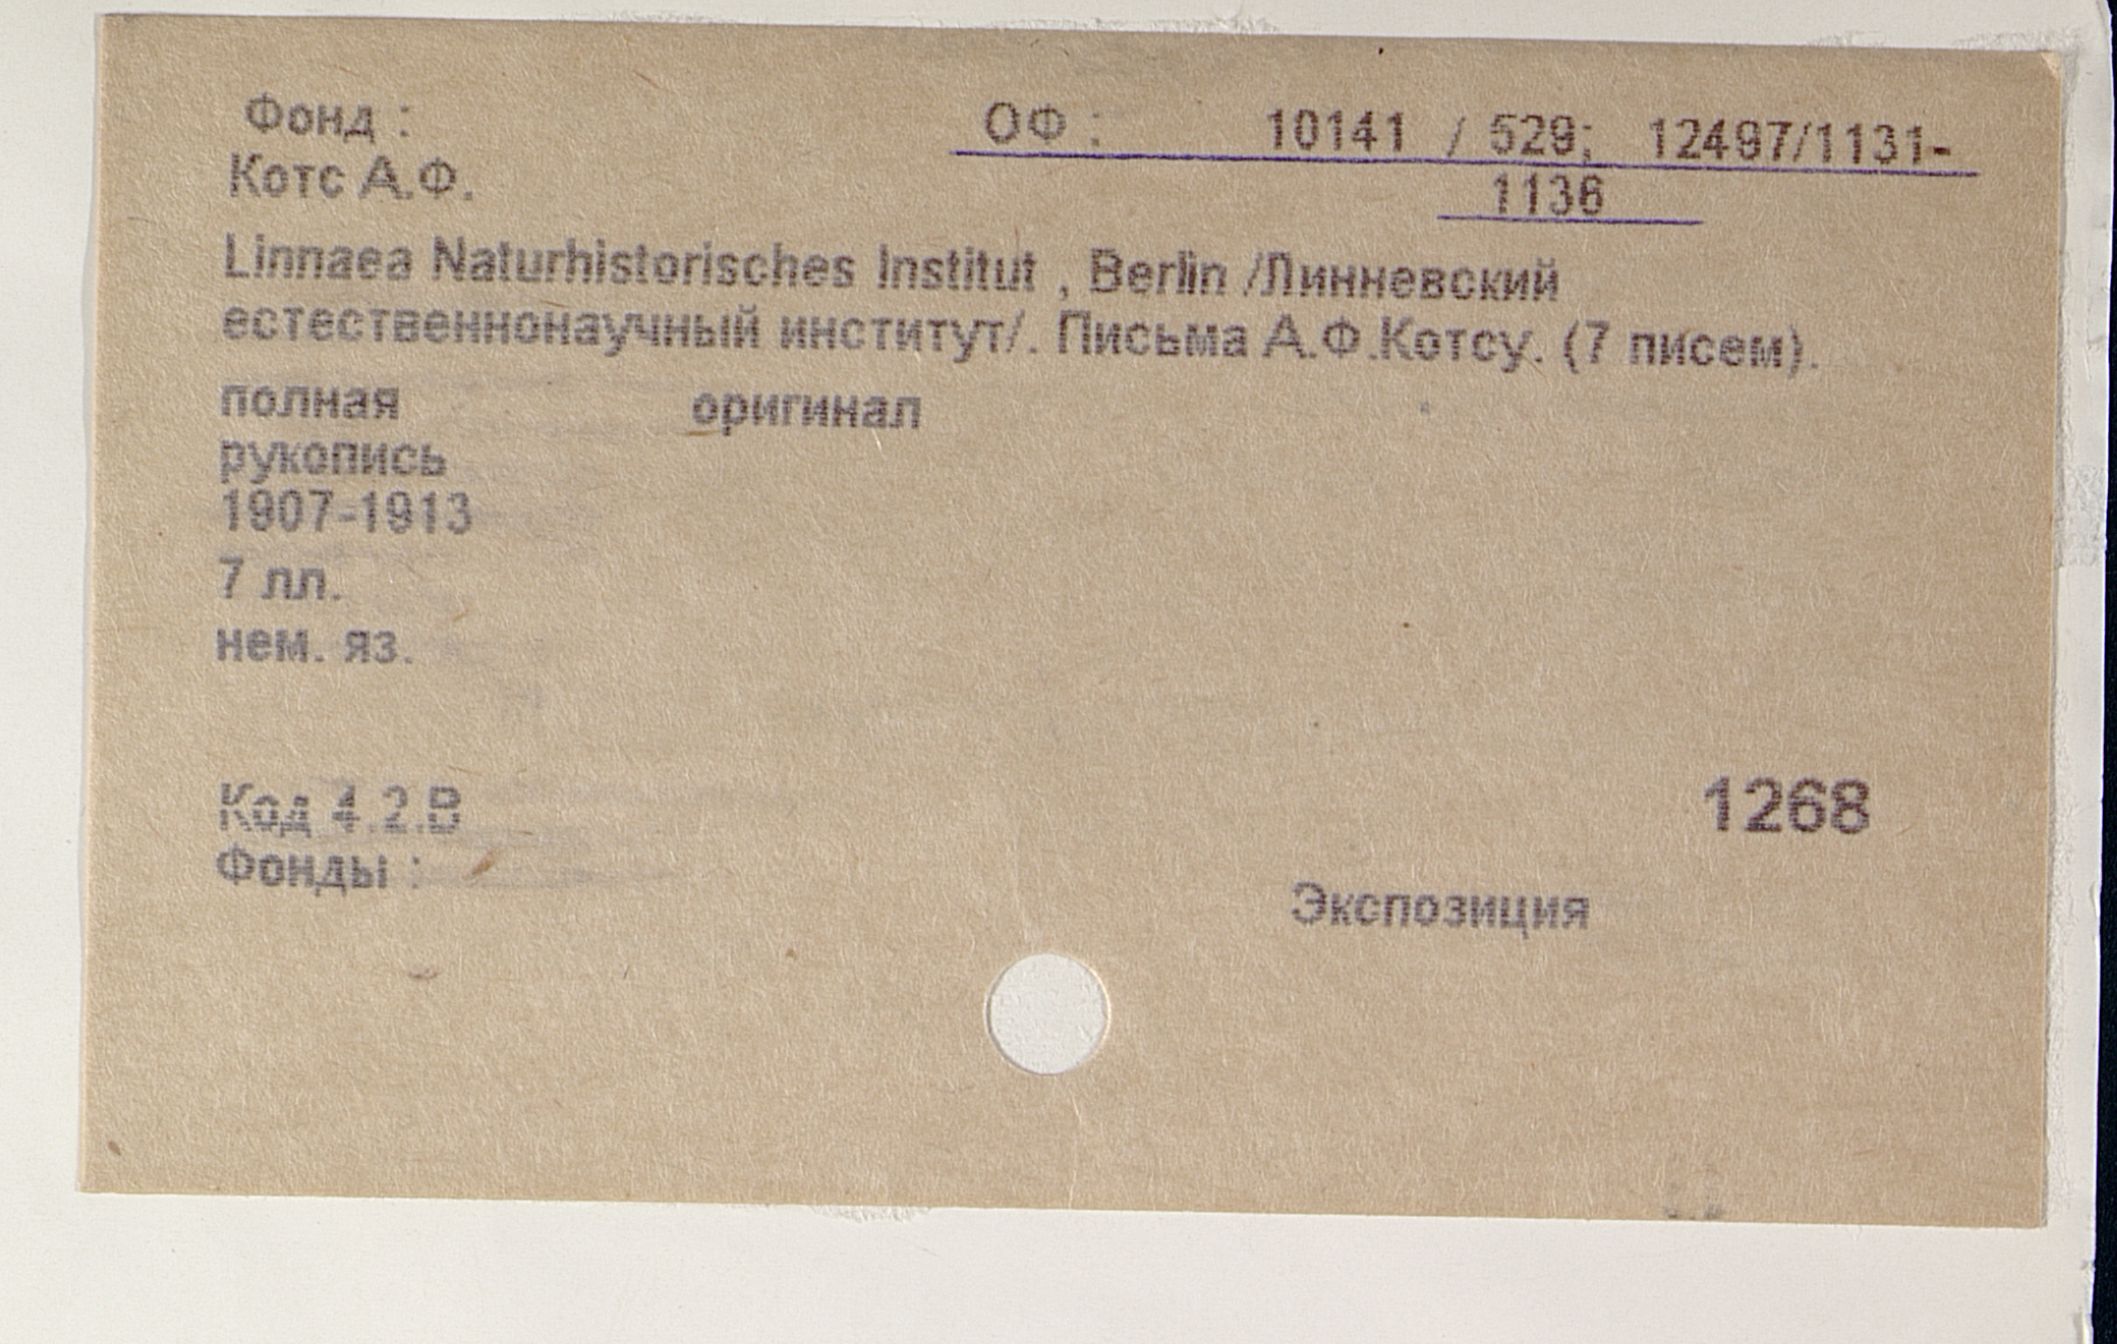 Фонд :
ОФ : 10141 / 529; 12497/1131-
1136
Котс А.Ф.
Linnaea Naturhistorisches Institut , Berlin /Линневский
естественнонаучный институт/. Письма А.Ф.Котсу. (7 писем).
полная оригинал
рукопись
1907-1913
7 лл.
нем. яз.
Код 4.2.В
1268
Фонды :
Экспозиция